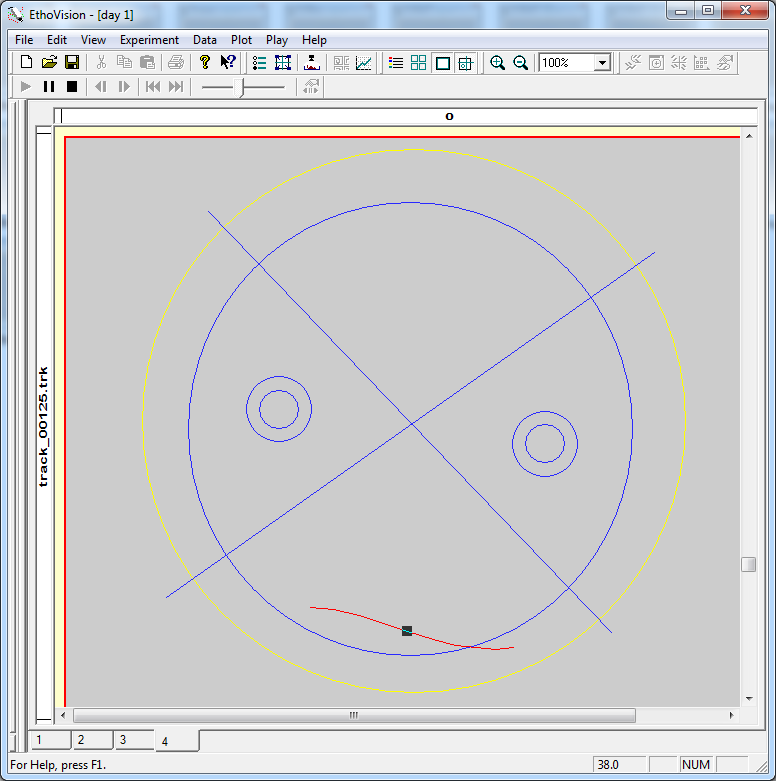 EthoVision - [day 1]
File Edit View Experiment Data Plot Play Help
100%
o
track_00125.trk
1 2 3 4
For Help, press F1.
38.0 NUM